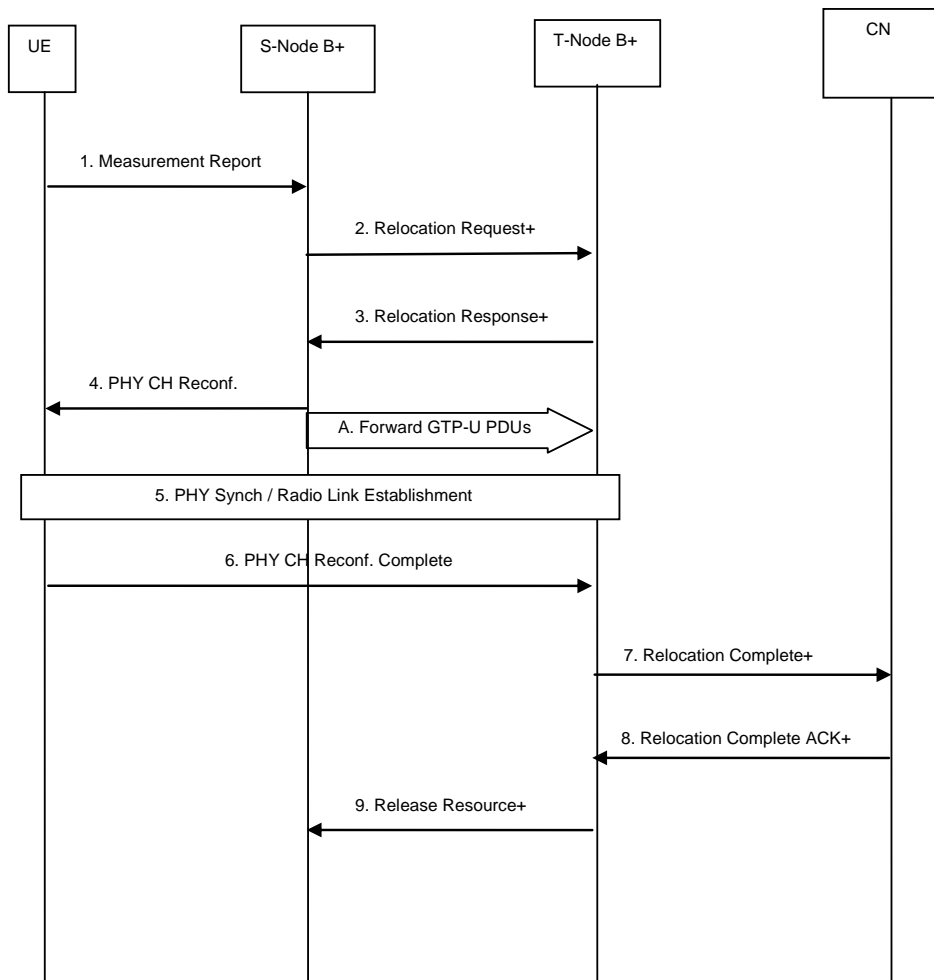 UE
S-Node B+
T-Node B+
CN
1. Measurement Report
2. Relocation Request+
3. Relocation Response+
4. PHY CH Reconf.
A. Forward GTP-U PDUs
5. PHY Synch / Radio Link Establishment
6. PHY CH Reconf. Complete
7. Relocation Complete+
8. Relocation Complete ACK+
9. Release Resource+